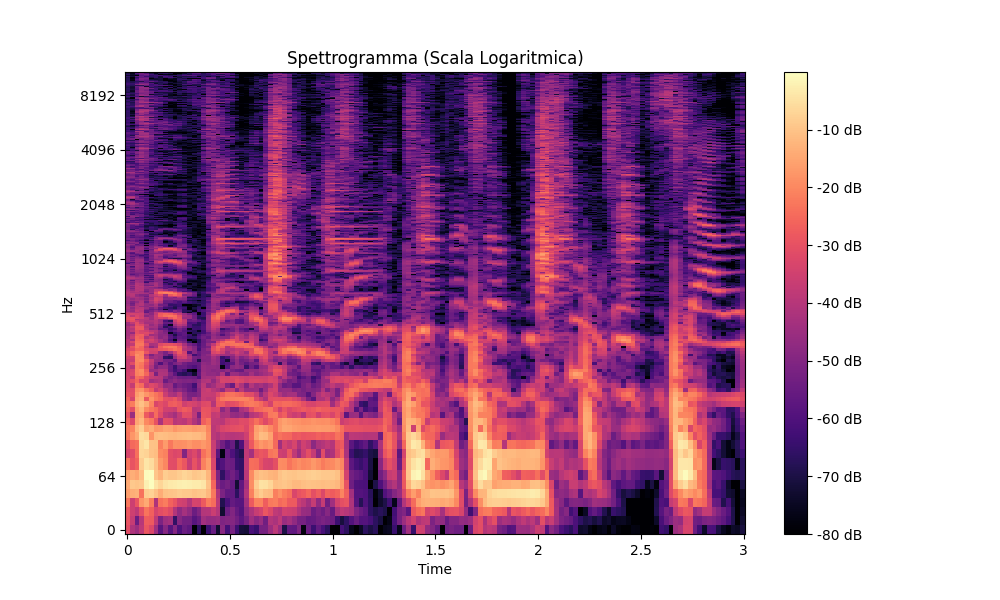 Spettrogramma (Scala Logaritmica)
8192
4096
2048
1024
512
256
128
64
0
Hz
0
0.5
1
1.5
2
2.5
3
Time
-10 dB
-20 dB
-30 dB
-40 dB
-50 dB
-60 dB
-70 dB
-80 dB